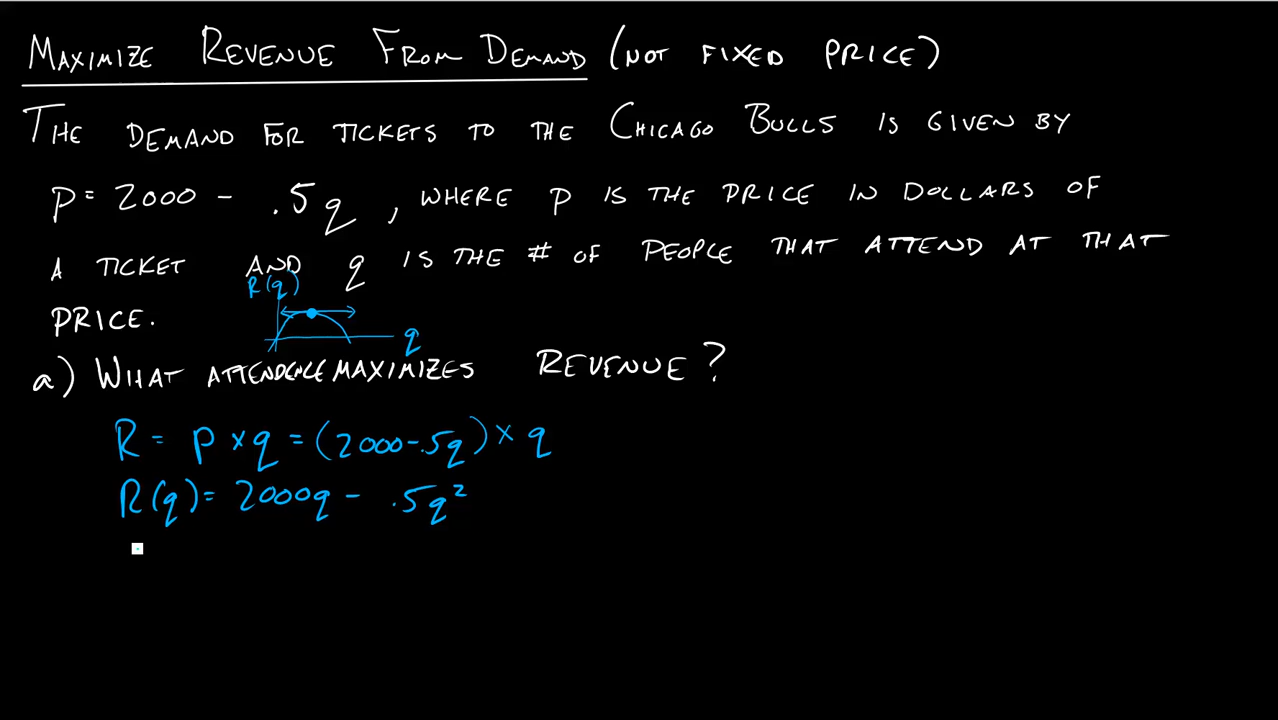 MAXIMIZE REVENUE FROM DEMAND (NOT FIXED PRICE)
THE DEMAND FOR TICKETS TO THE CHICAGO BULLS IS GIVEN BY
p = 2000 - .5q, WHERE p IS THE PRICE IN DOLLARS OF
A TICKET AND q IS THE # OF PEOPLE THAT ATTEND AT THAT
PRICE.
R(q)
q
a) WHAT ATTENDENCE MAXIMIZES REVENUE?
R = p × q = (2000-.5q) × q
R(q) = 2000q - .5q²